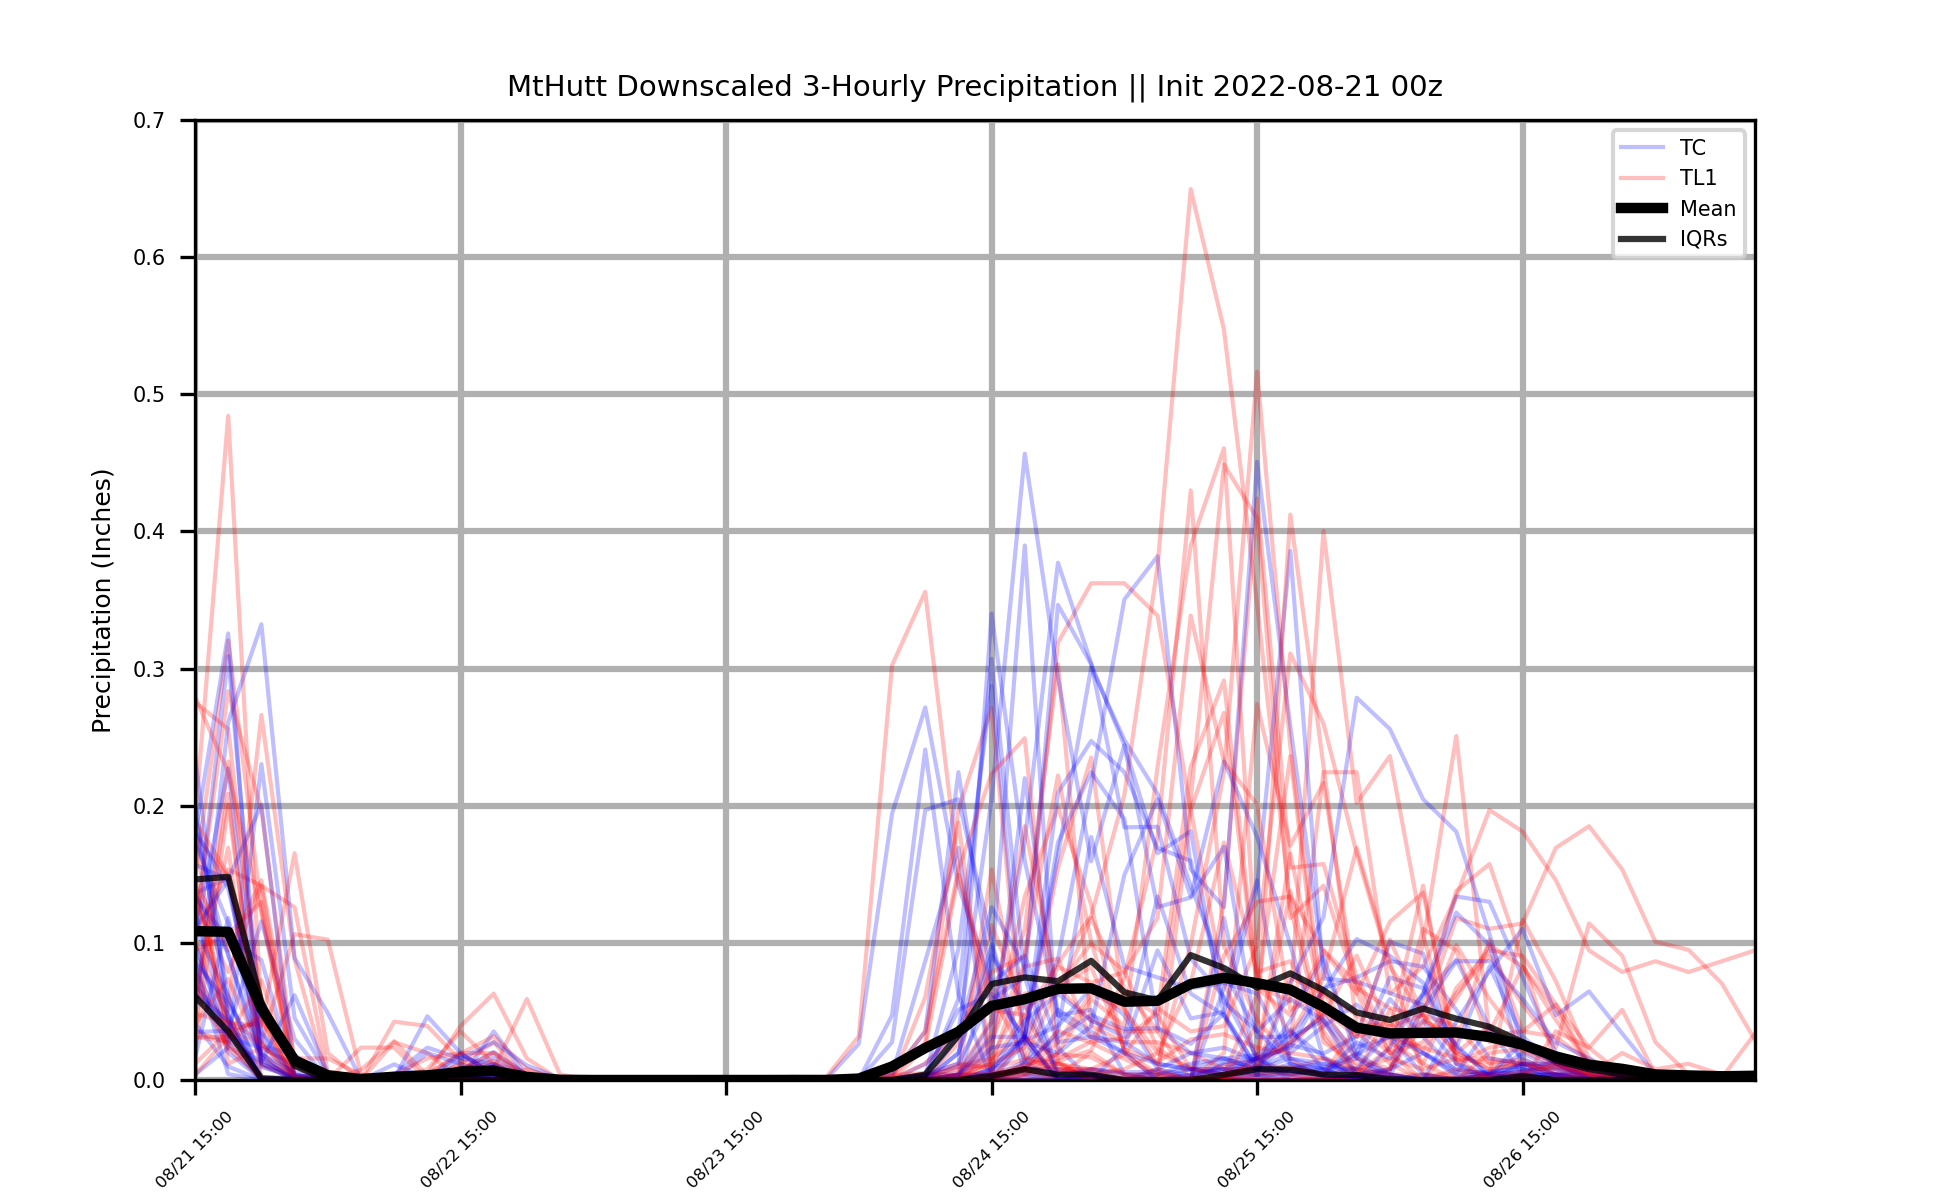 MtHutt Downscaled 3-Hourly Precipitation || Init 2022-08-21 00z
Precipitation (Inches)
0.7
0.6
0.5
0.4
0.3
0.2
0.1
0.0
TC
TL1
Mean
IQRs
08/21 15:00
08/22 15:00
08/23 15:00
08/24 15:00
08/25 15:00
08/26 15:00